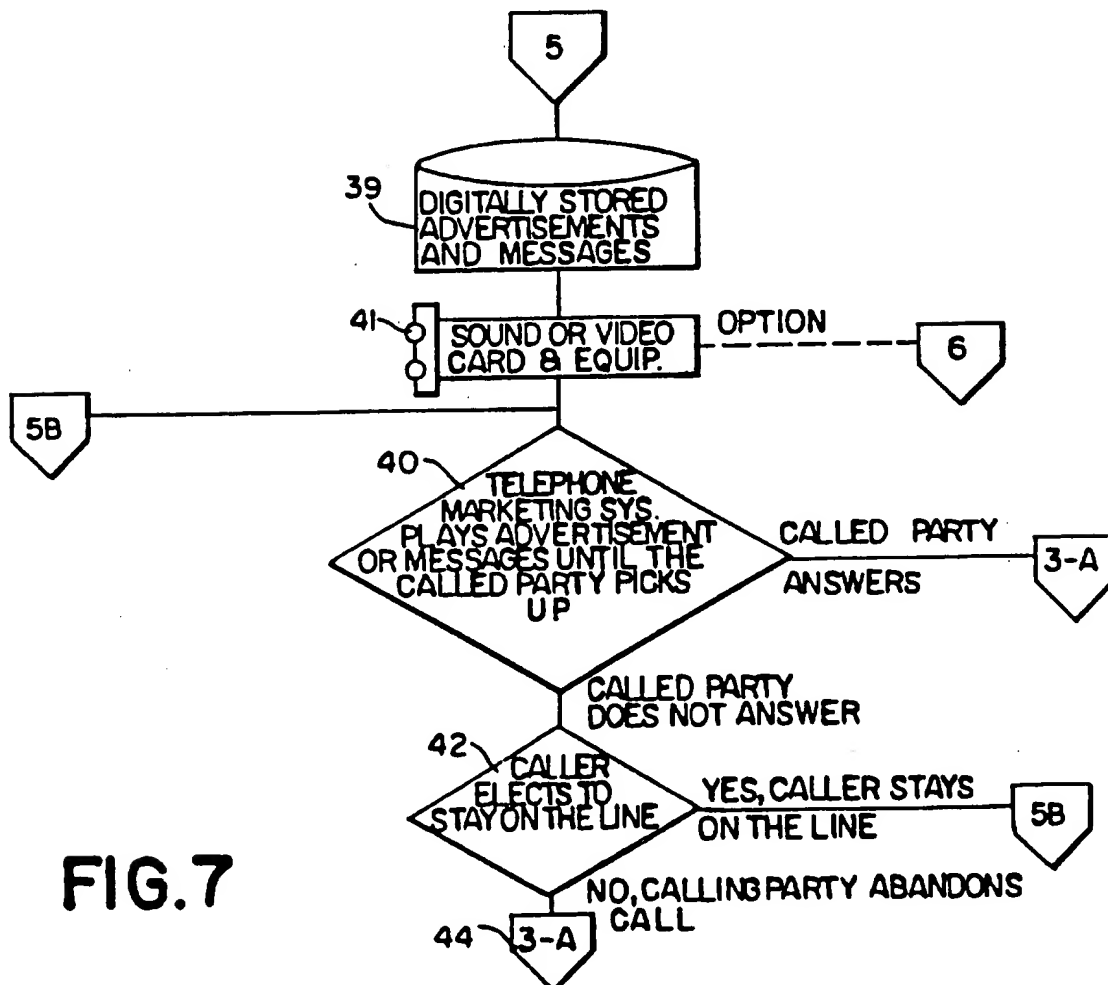 5
39
DIGITALLY STORED
ADVERTISEMENTS
AND MESSAGES
41
SOUND OR VIDEO
CARD & EQUIP.
OPTION
6
5B
40
TELEPHONE
MARKETING SYS.
PLAYS ADVERTISEMENT
OR MESSAGES UNTIL THE
CALLED PARTY PICKS
UP
CALLED PARTY
ANSWERS
3-A
CALLED PARTY
DOES NOT ANSWER
42
CALLER
ELECTS TO
STAY ON THE LINE
YES, CALLER STAYS
ON THE LINE
5B
FIG.7
NO, CALLING PARTY ABANDONS
CALL
44
3-A